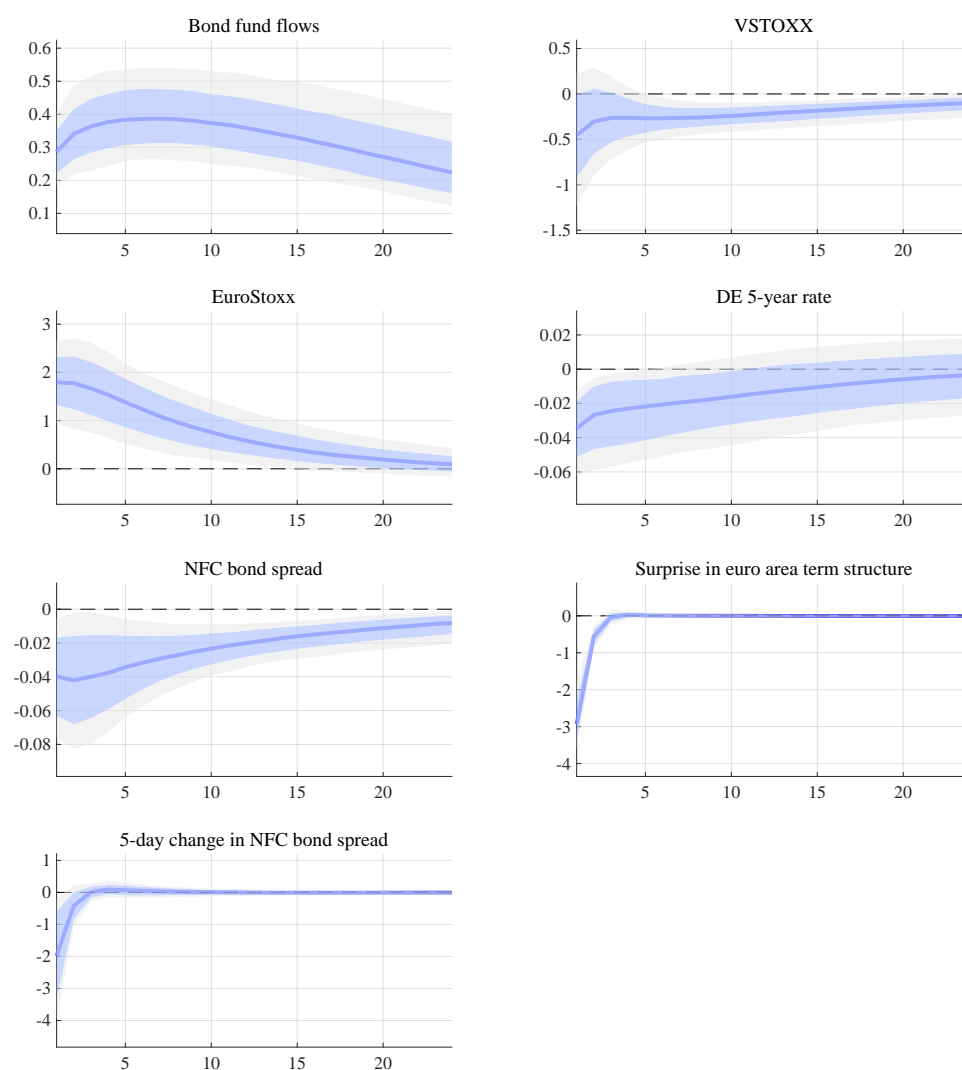 Bond fund flows
0.6
0.5
0.4
0.3
0.2
0.1
5 10 15 20
VSTOXX
0.5
0
-0.5
-1
-1.5
5 10 15 20
EuroStoxx
3
2
1
0
5 10 15 20
DE 5-year rate
0.02
0
-0.02
-0.04
-0.06
5 10 15 20
NFC bond spread
0
-0.02
-0.04
-0.06
-0.08
5 10 15 20
Surprise in euro area term structure
0
-1
-2
-3
-4
5 10 15 20
5-day change in NFC bond spread
1
0
-1
-2
-3
-4
5 10 15 20